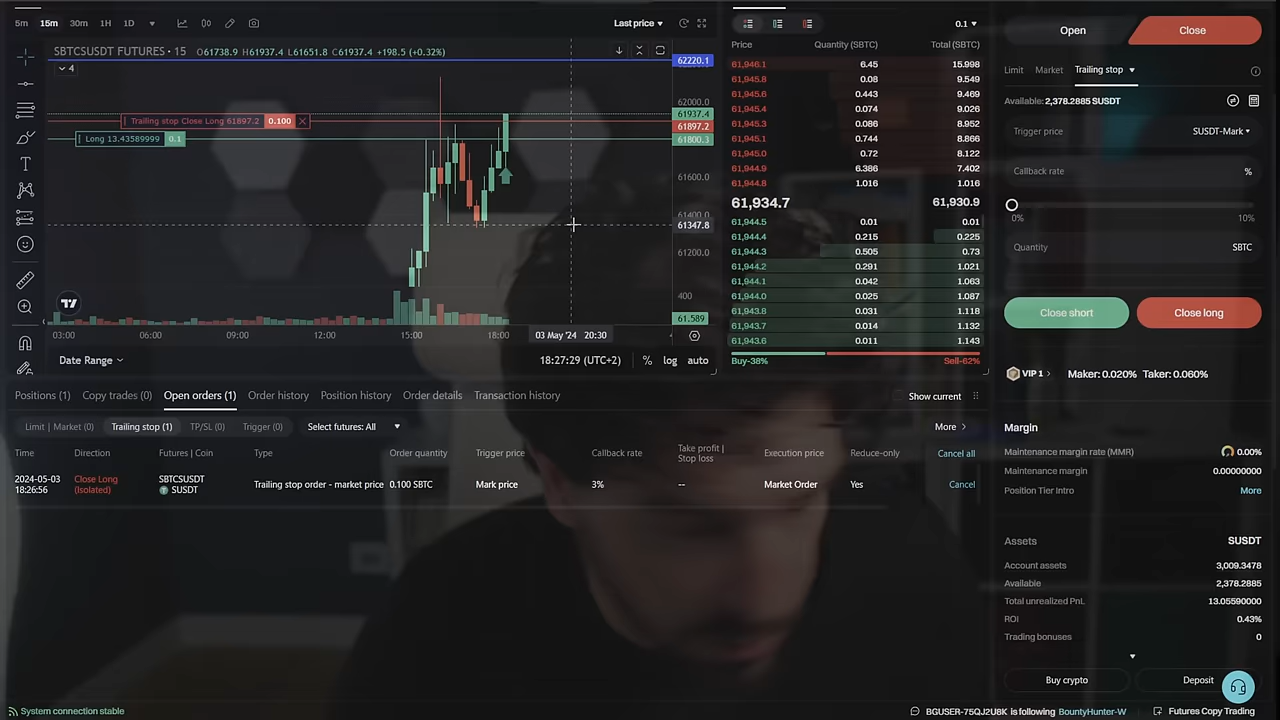 5m 15m 30m 1H 1D
Last price
SBTCSUSDT FUTURES · 15 O61738.9 H61937.4 L61651.8 C61937.4 +198.5 (+0.32%)
4
62220.1
62000.0
61937.4
61897.2
61800.3
61600.0
61400.0
61347.8
61200.0
400
61.589
Trailing stop Close Long 61897.2 0.100
Long 13.43589999 0.1
03:00 06:00 09:00 12:00 15:00 18:00 03 May '24 20:30
Date Range 18:27:29 (UTC+2) % log auto
0.1
Price Quantity (SBTC) Total (SBTC)
61,946.1 6.45 15.998
61,945.8 0.08 9.549
61,945.6 0.443 9.469
61,945.4 0.074 9.026
61,945.3 0.086 8.952
61,945.1 0.744 8.866
61,945.0 0.72 8.122
61,944.9 6.386 7.402
61,944.8 1.016 1.016
61,934.7 61,930.9
61,944.5 0.01 0.01
61,944.4 0.215 0.225
61,944.3 0.505 0.73
61,944.2 0.291 1.021
61,944.1 0.042 1.063
61,944.0 0.025 1.087
61,943.8 0.031 1.118
61,943.7 0.014 1.132
61,943.6 0.011 1.143
Buy-38% Sell-62%
Open Close
Limit Market Trailing stop
Available: 2,378.2885 SUSDT
Trigger price SUSDT-Mark
Callback rate %
0% 10%
Quantity SBTC
Close short Close long
VIP 1 Maker: 0.020% Taker: 0.060%
Margin
Maintenance margin rate (MMR) 0.00%
Maintenance margin 0.00000000
Position Tier Intro More
Assets SUSDT
Account assets 3,009.3478
Available 2,378.2885
Total unrealized PnL 13.05590000
ROI 0.43%
Trading bonuses 0
Buy crypto Deposit
Positions (1) Copy trades (0) Open orders (1) Order history Position history Order details Transaction history Show current
Limit | Market (0) Trailing stop (1) TP/SL (0) Trigger (0) Select futures: All More
Time Direction Futures | Coin Type Order quantity Trigger price Callback rate Take profit | Stop loss Execution price Reduce-only Cancel all
2024-05-03 18:26:56 Close Long (Isolated) SBTCSUSDT SUSDT Trailing stop order - market price 0.100 SBTC Mark price 3% -- Market Order Yes Cancel
System connection stable
BGUSER-75QJ2U8K is following BountyHunter-W Futures Copy Trading